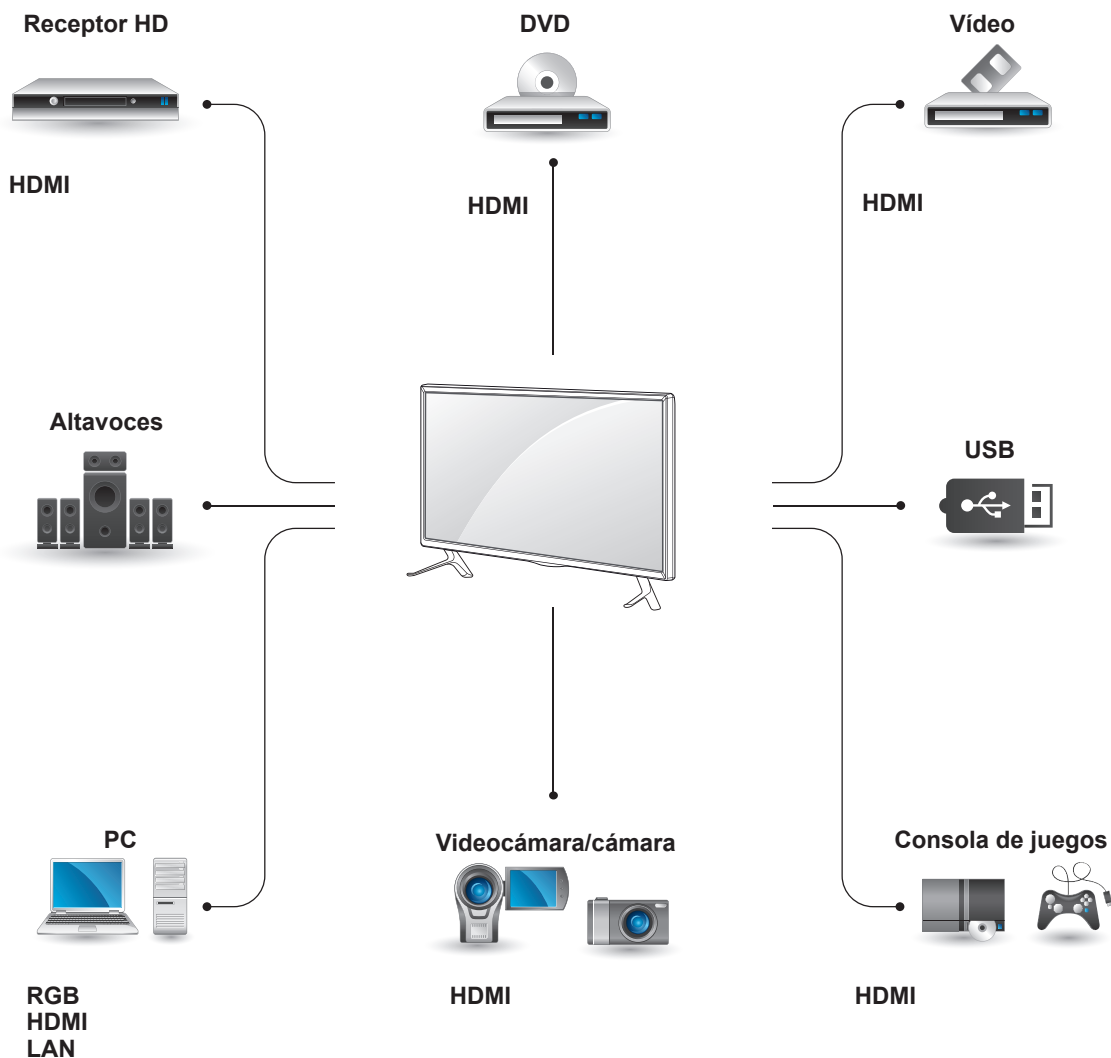 Receptor HD
HDMI
DVD
HDMI
Vídeo
HDMI
Altavoces
USB
PC
RGB
HDMI
LAN
Videocámara/cámara
HDMI
Consola de juegos
HDMI